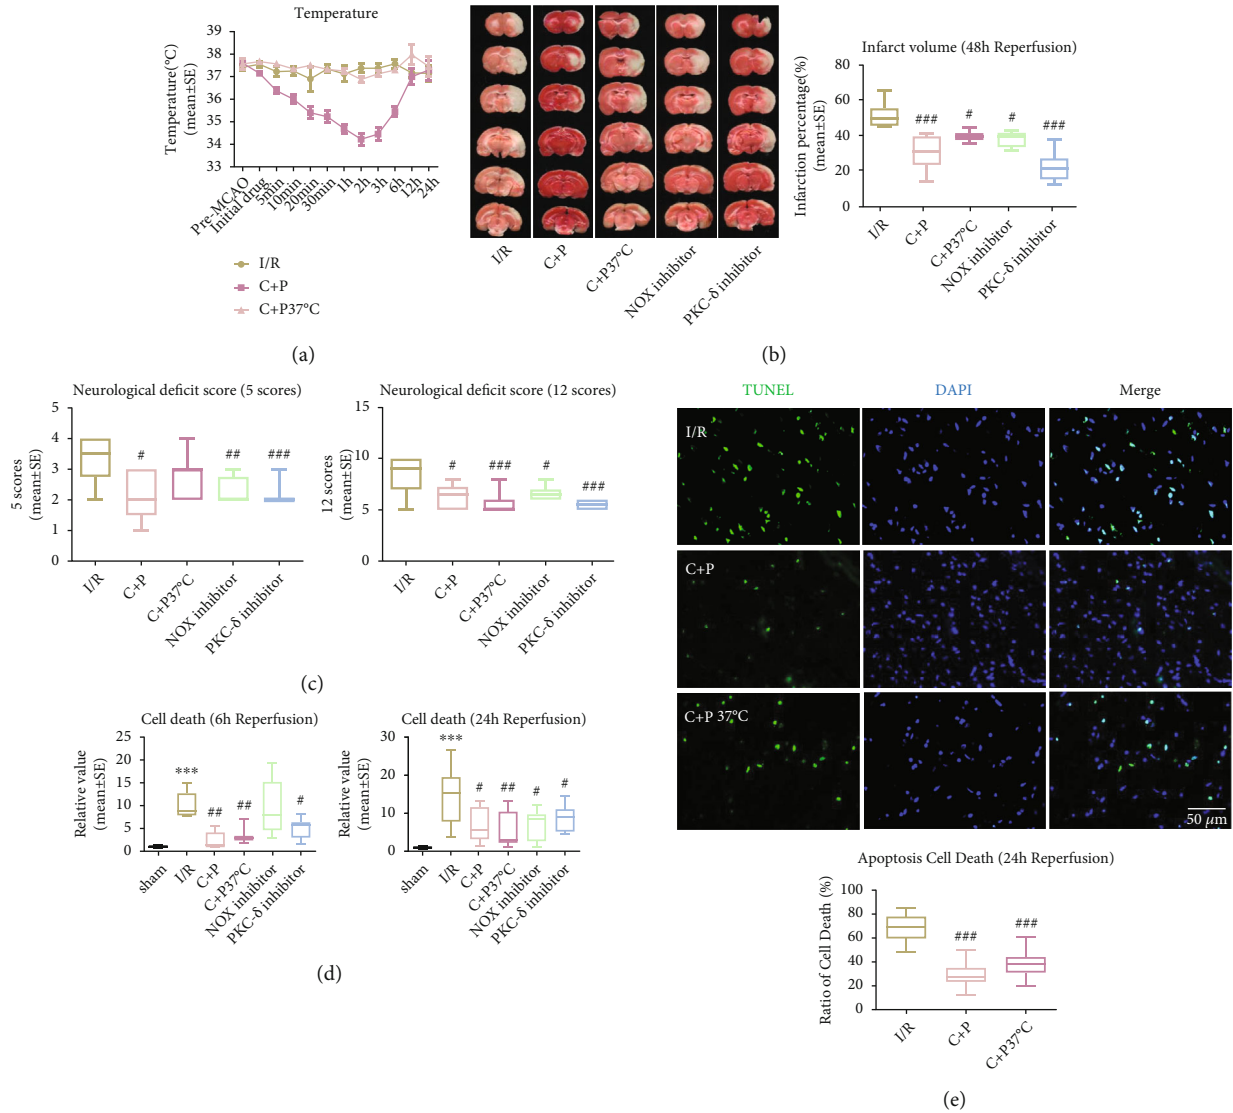 Temperature
Temperature(°C)
(mean±SE)
39
38
37
36
35
34
33
Pre-MCAO
Initial drug
5min
10min
20min
30min
1h
2h
3h
6h
12h
24h
I/R
C+P
C+P37°C
(a)
I/R
C+P
C+P37°C
NOX inhibitor
PKC-δ inhibitor
Infarct volume (48h Reperfusion)
Infarction percentage(%)
(mean±SE)
80
60
40
20
0
###
#
#
###
I/R
C+P
C+P37°C
NOX inhibitor
PKC-δ inhibitor
(b)
Neurological deficit score (5 scores)
5 scores
(mean±SE)
5
4
3
2
1
0
#
##
###
I/R
C+P
C+P37°C
NOX inhibitor
PKC-δ inhibitor
Neurological deficit score (12 scores)
12 scores
(mean±SE)
15
10
5
0
#
###
#
###
I/R
C+P
C+P37°C
NOX inhibitor
PKC-δ inhibitor
(c)
Cell death (6h Reperfusion)
Relative value
(mean±SE)
25
20
15
10
5
0
***
##
##
#
sham
I/R
C+P
C+P37°C
NOX inhibitor
PKC-δ inhibitor
Cell death (24h Reperfusion)
Relative value
(mean±SE)
30
20
10
0
***
#
##
#
#
sham
I/R
C+P
C+P37°C
NOX inhibitor
PKC-δ inhibitor
(d)
TUNEL
DAPI
Merge
I/R
C+P
C+P 37°C
50 μm
Apoptosis Cell Death (24h Reperfusion)
Ratio of Cell Death (%)
100
80
60
40
20
0
###
###
I/R
C+P
C+P37°C
(e)